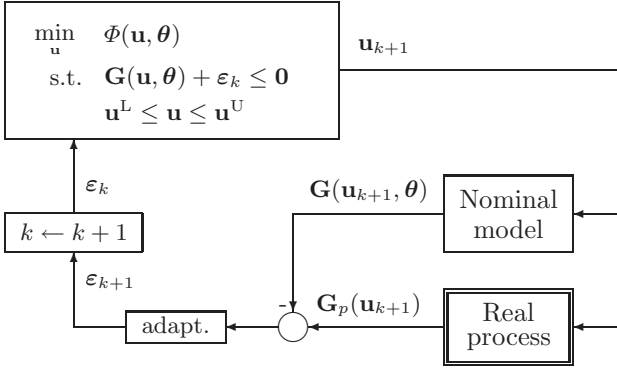 min u Φ(u, θ)
s.t. G(u, θ) + ε_k ≤ 0
u^L ≤ u ≤ u^U
u_{k+1}
ε_k
G(u_{k+1}, θ)
Nominal
model
k ← k + 1
ε_{k+1}
-
G_p(u_{k+1})
Real
process
adapt.